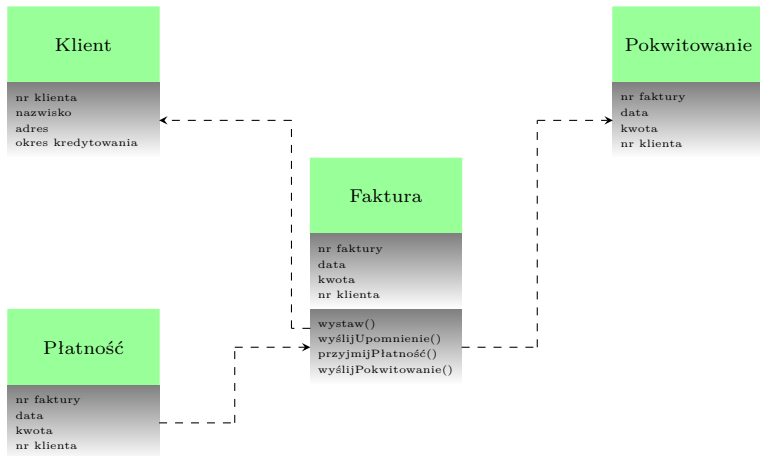 Klient
nr klienta
nazwisko
adres
okres kredytowania
Pokwitowanie
nr faktury
data
kwota
nr klienta
Faktura
nr faktury
data
kwota
nr klienta
wystaw()
wyślijUpomnienie()
przyjmijPłatność()
wyślijPokwitowanie()
Płatność
nr faktury
data
kwota
nr klienta